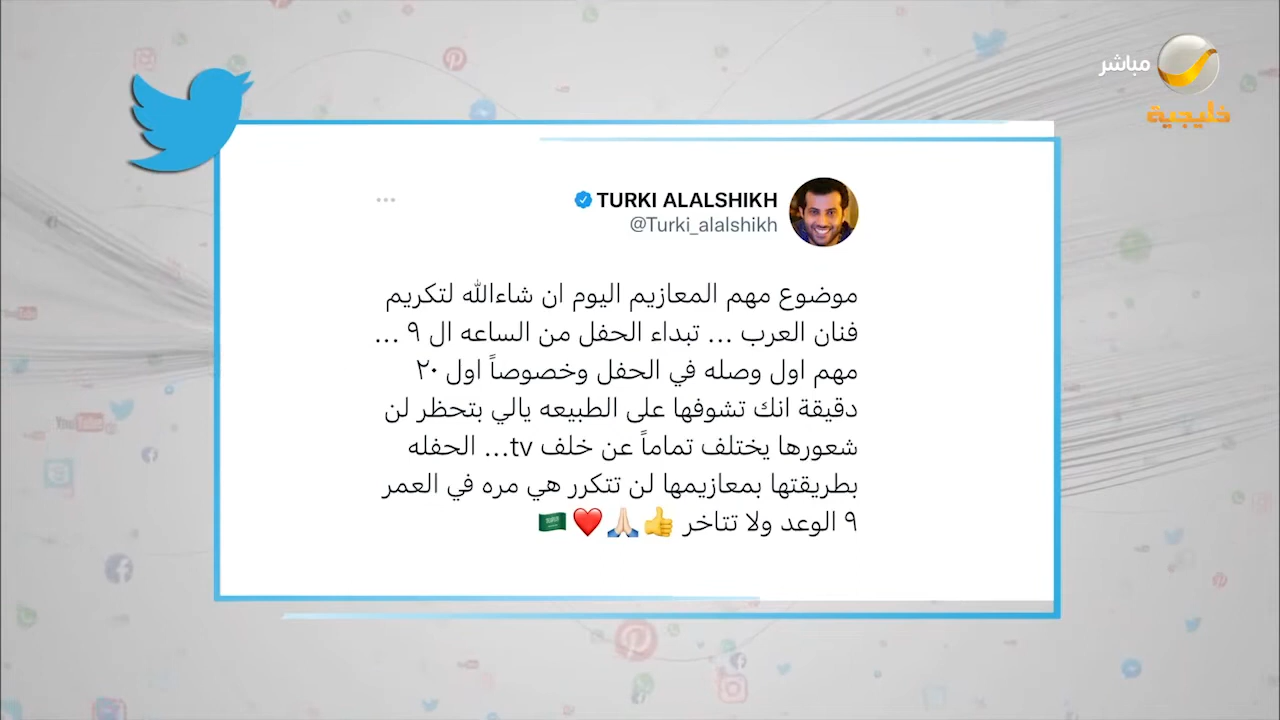 مباشر
خليجية
TURKI ALALSHIKH
@Turki_alalshikh
موضوع مهم المعازيم اليوم ان شاءالله لتكريم
فنان العرب ... تبداء الحفل من الساعه ال ٩ ...
مهم اول وصله في الحفل وخصوصاً اول ٢٠
دقيقة انك تشوفها على الطبيعه يالي بتحظر لن
شعورها يختلف تماماً عن خلف tv... الحفله
بطريقتها بمعازيمها لن تتكرر هي مره في العمر
٩ الوعد ولا تتاخر 👍🙏🏻❤️🇸🇦
YouTube